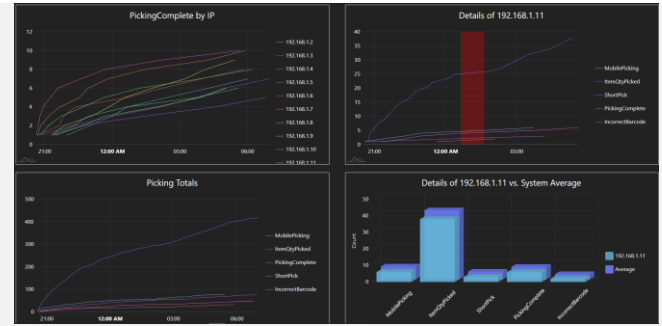 PickingComplete by IP
12
10
8
6
4
2
0
21:00
12:00 AM
03:00
06:00
192.168.1.2
192.168.1.3
192.168.1.4
192.168.1.5
192.168.1.6
192.168.1.7
192.168.1.8
192.168.1.9
192.168.1.10
192.168.1.11
Details of 192.168.1.11
40
35
30
25
20
15
10
5
0
21:00
12:00 AM
03:00
MobilePicking
ItemQtyPicked
ShortPick
PickingComplete
IncorrectBarcode
Picking Totals
500
400
300
200
100
0
21:00
12:00 AM
03:00
06:00
MobilePicking
ItemQtyPicked
PickingComplete
ShortPick
IncorrectBarcode
Details of 192.168.1.11 vs. System Average
Count
50
40
30
20
10
0
MobilePicking
ItemQtyPicked
ShortPick
PickingComplete
IncorrectBarcode
192.168.1.11
Average